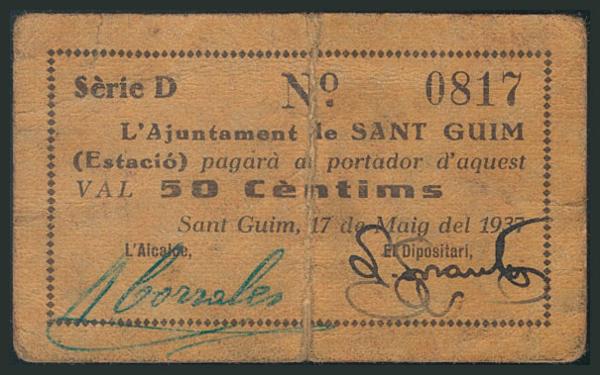 Sèrie D Nº. 0817
L'Ajuntament de SANT GUIM
(Estació) pagarà al portador d'aquest
VAL 50 Cèntims
Sant Guim, 17 de Maig del 1937
L'Alcalde, El Dipositari,
Corrales